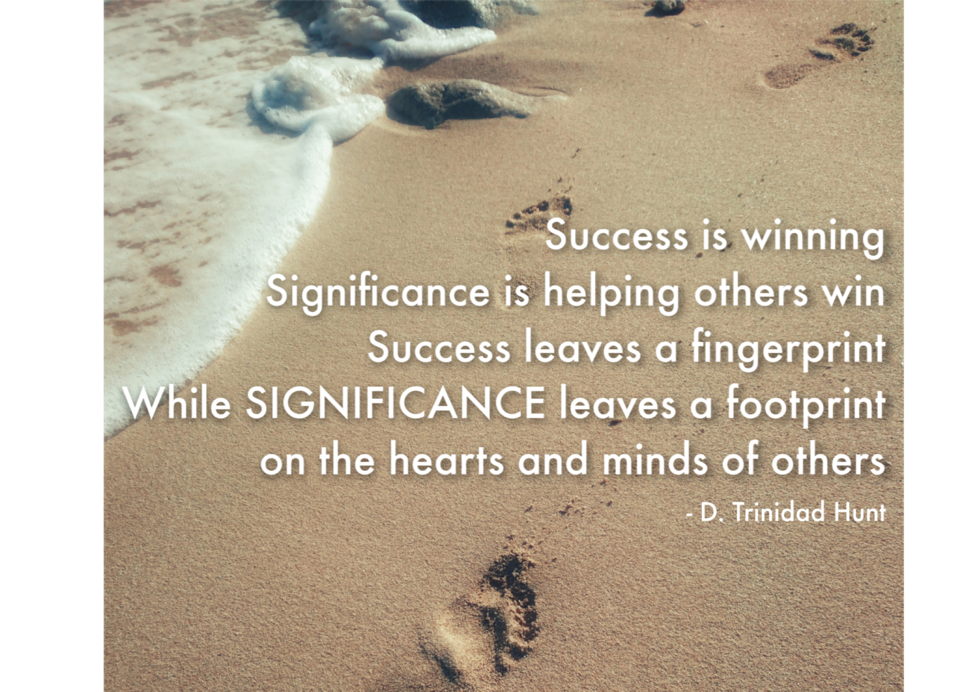 Success is winning
Significance is helping others win
Success leaves a fingerprint
While SIGNIFICANCE leaves a footprint
on the hearts and minds of others
- D. Trinidad Hunt